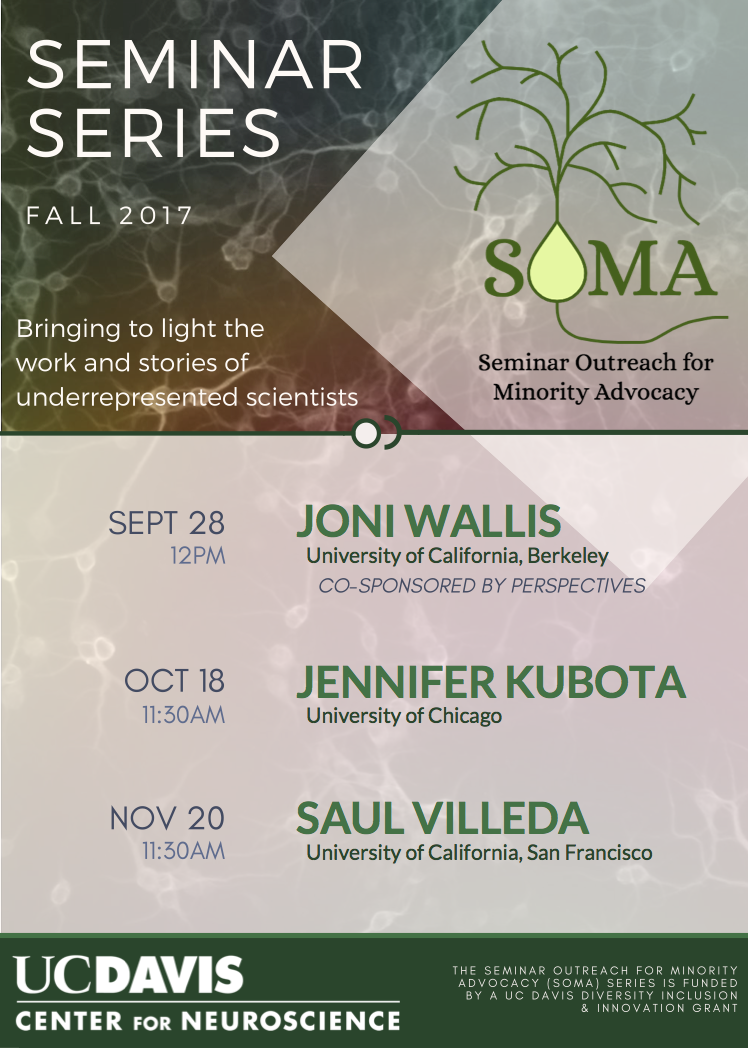 SEMINAR
SERIES
FALL 2017
Bringing to light the
work and stories of
underrepresented scientists
SOMA
Seminar Outreach for
Minority Advocacy
SEPT 28
12PM
JONI WALLIS
University of California, Berkeley
CO-SPONSORED BY PERSPECTIVES
OCT 18
11:30AM
JENNIFER KUBOTA
University of Chicago
NOV 20
11:30AM
SAUL VILLEDA
University of California, San Francisco
UCDAVIS
CENTER FOR NEUROSCIENCE
THE SEMINAR OUTREACH FOR MINORITY
ADVOCACY (SOMA) SERIES IS FUNDED
BY A UC DAVIS DIVERSITY INCLUSION
& INNOVATION GRANT